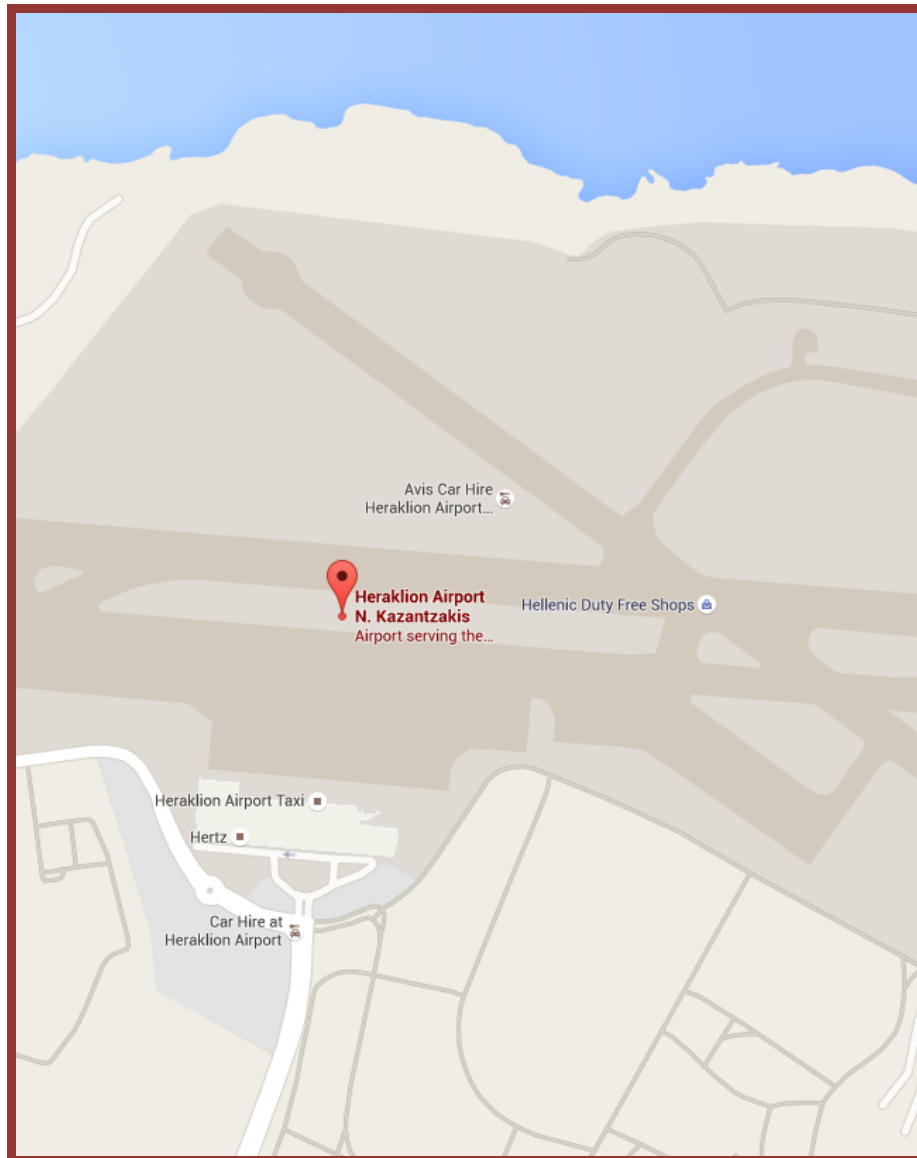 Avis Car Hire
Heraklion Airport...
Heraklion Airport
N. Kazantzakis
Airport serving the...
Hellenic Duty Free Shops
Heraklion Airport Taxi
Hertz
Car Hire at
Heraklion Airport